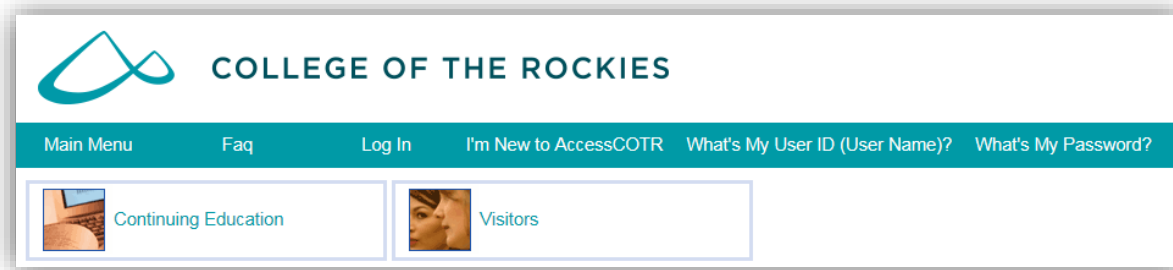 COLLEGE OF THE ROCKIES
Main Menu Faq Log In I'm New to AccessCOTR What's My User ID (User Name)? What's My Password?
Continuing Education Visitors